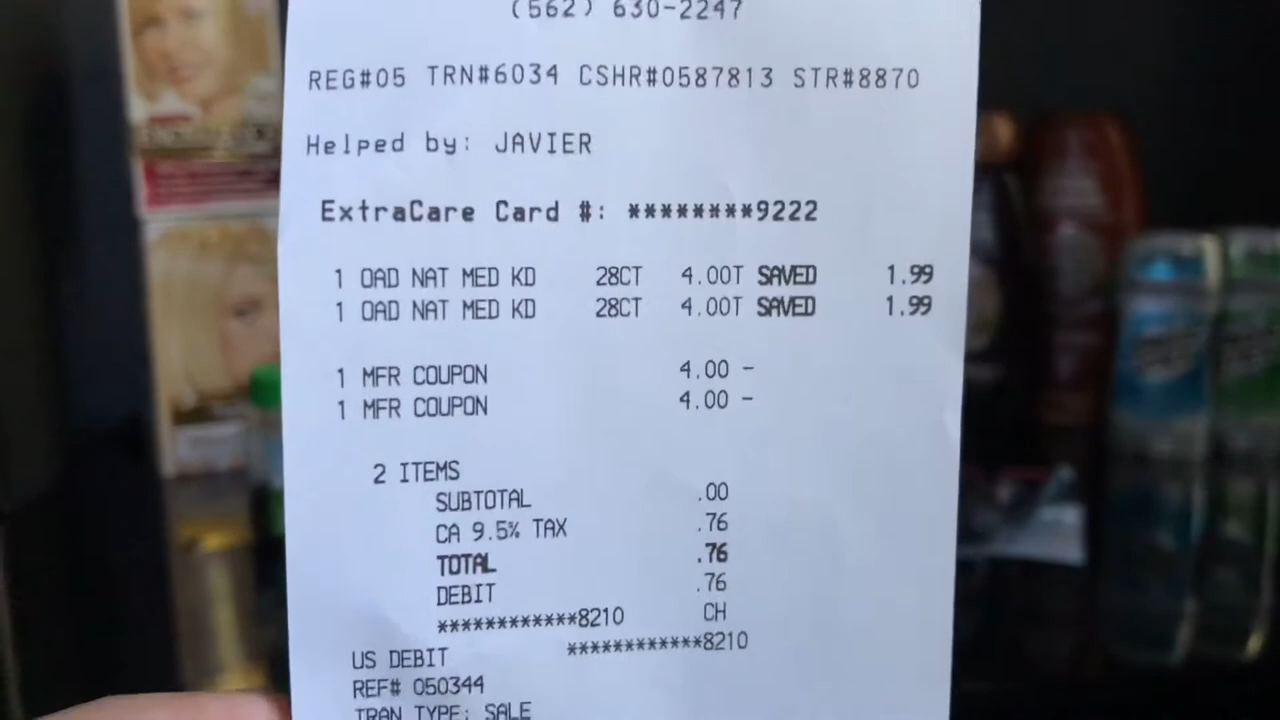 (562) 630-2247
REG#05 TRN#6034 CSHR#0587813 STR#8870
Helped by: JAVIER
ExtraCare Card #: ********9222
1 OAD NAT MED KD 28CT 4.00T SAVED 1.99
1 OAD NAT MED KD 28CT 4.00T SAVED 1.99
1 MFR COUPON 4.00 -
1 MFR COUPON 4.00 -
2 ITEMS
SUBTOTAL .00
CA 9.5% TAX .76
TOTAL .76
DEBIT .76
************8210 CH
US DEBIT ************8210
REF# 050344
TRAN TYPE: SALE